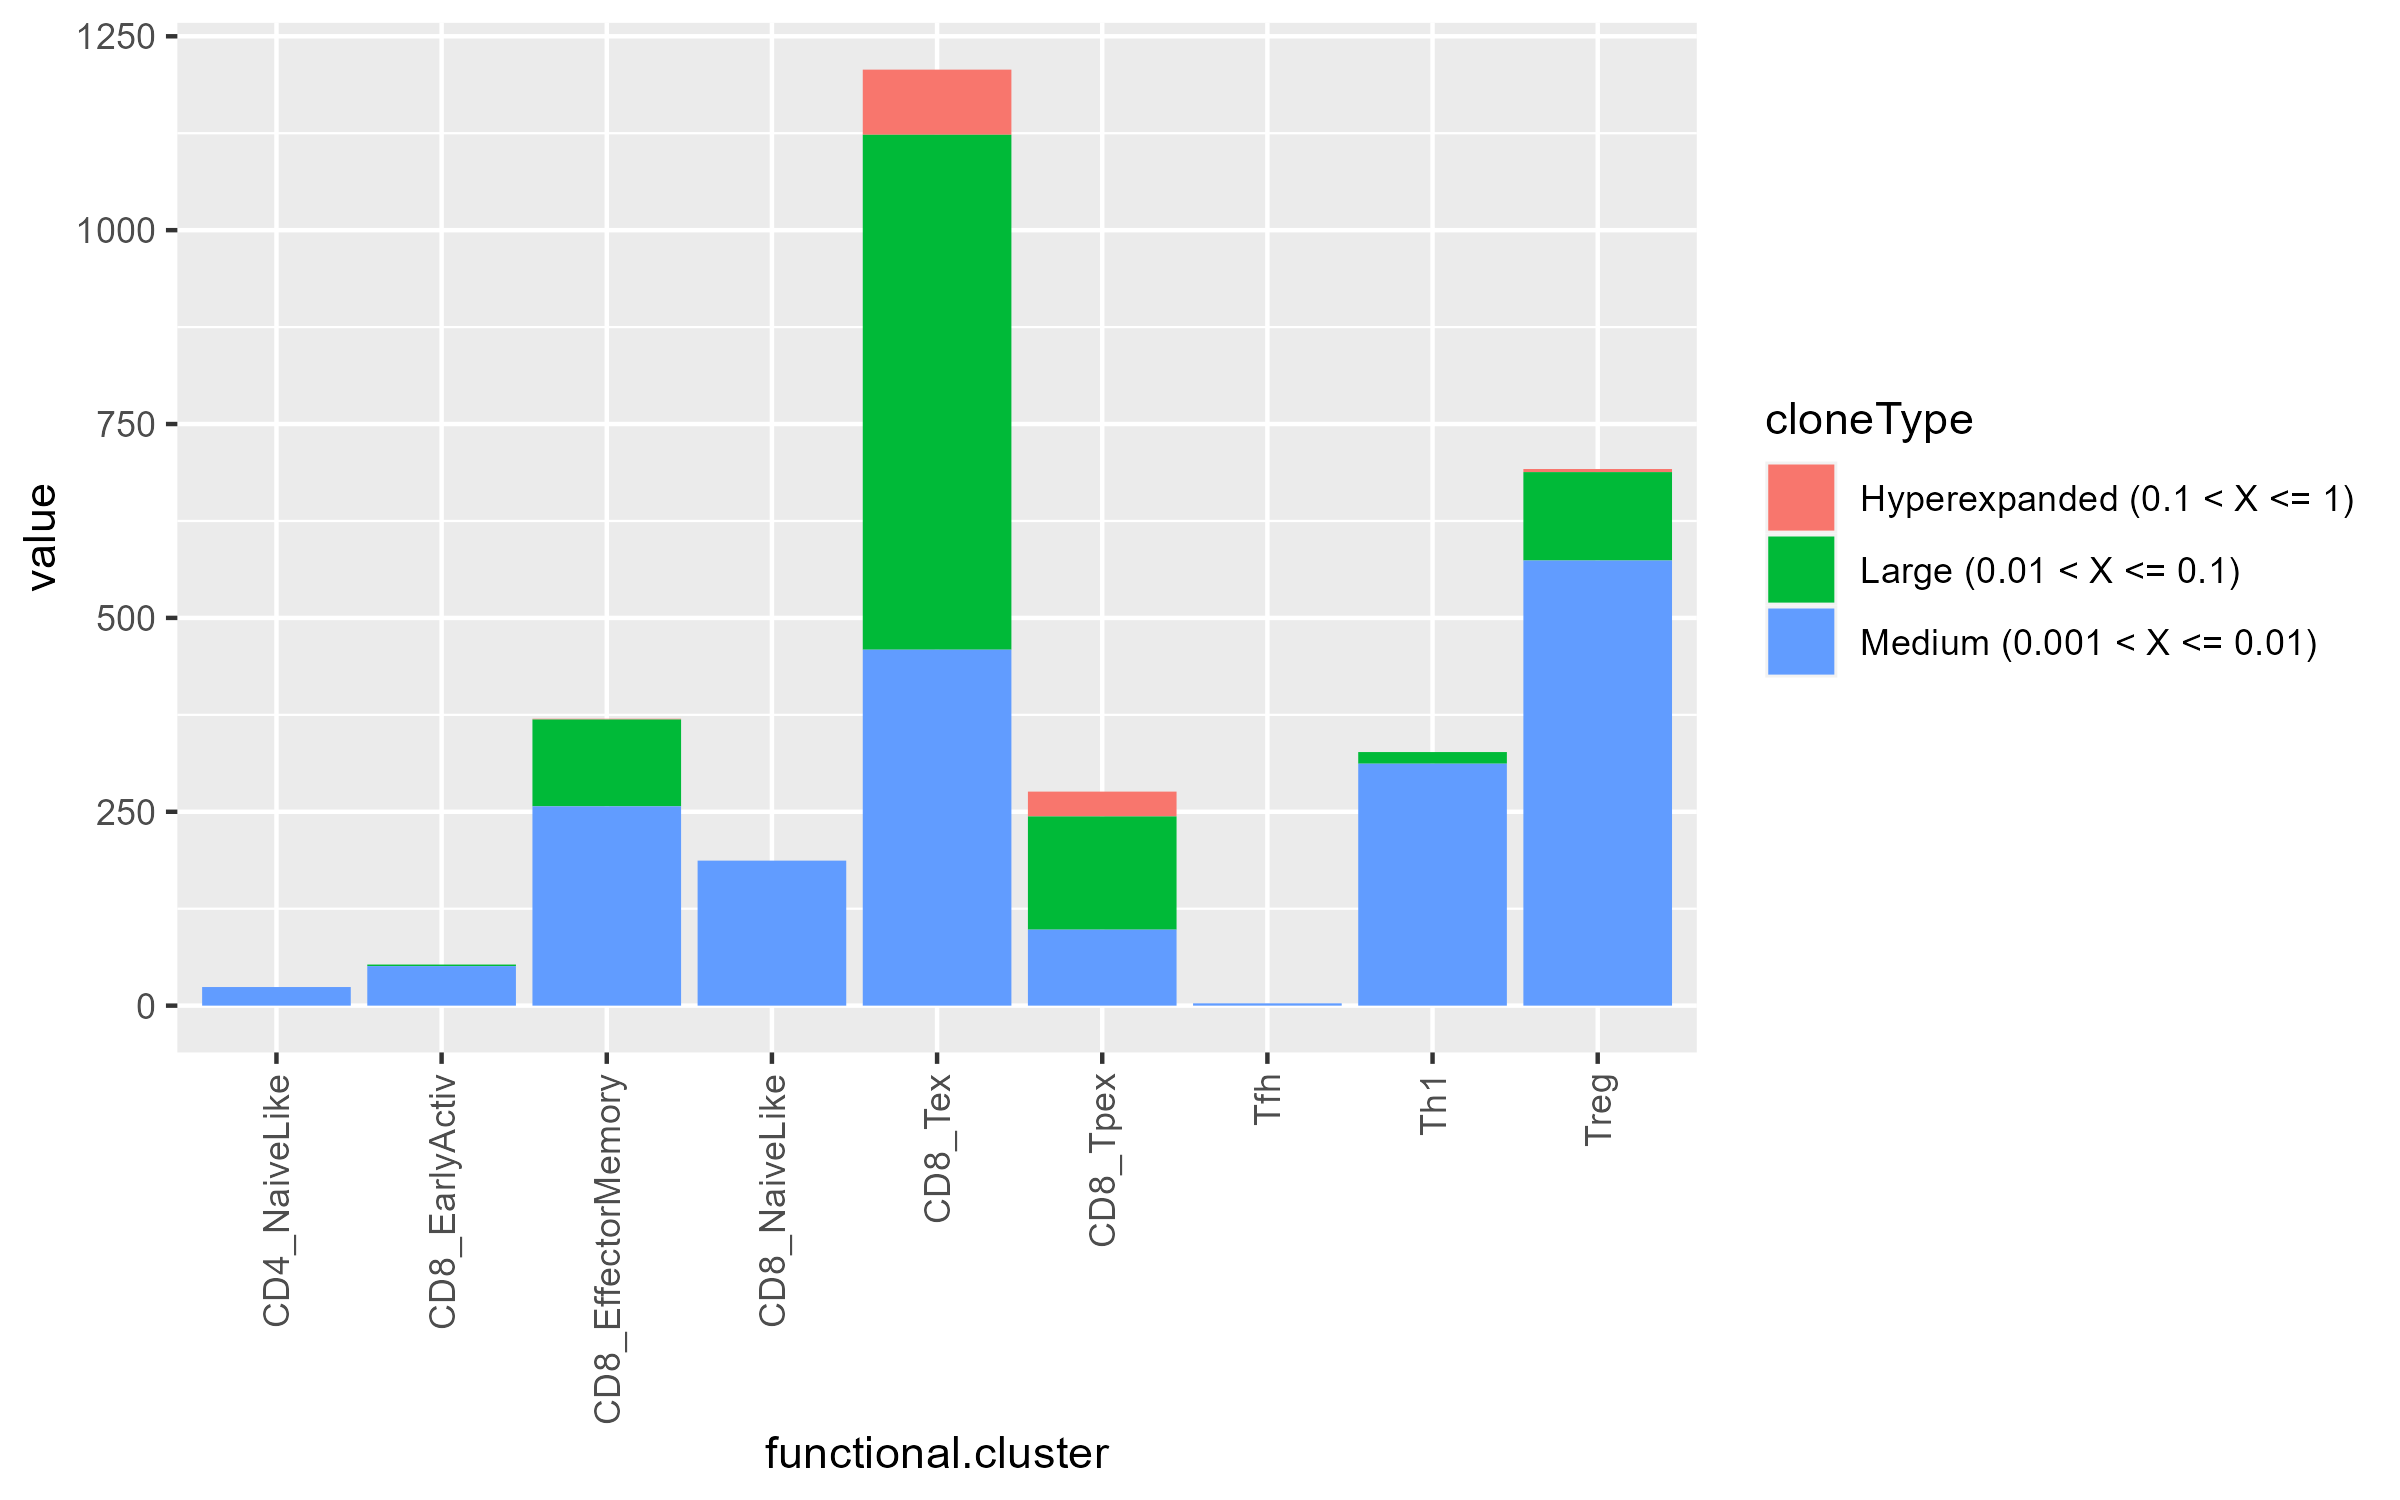 value
1250
1000
750
500
250
0
CD4_NaiveLike
CD8_EarlyActiv
CD8_EffectorMemory
CD8_NaiveLike
CD8_Tex
CD8_Tpex
Tfh
Th1
Treg
functional.cluster
cloneType
Hyperexpanded (0.1 < X <= 1)
Large (0.01 < X <= 0.1)
Medium (0.001 < X <= 0.01)